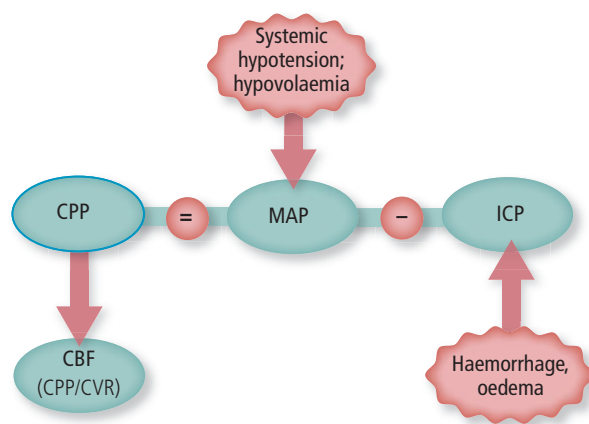 Systemic
hypotension;
hypovolaemia
CPP
=
MAP
–
ICP
CBF
(CPP/CVR)
Haemorrhage,
oedema